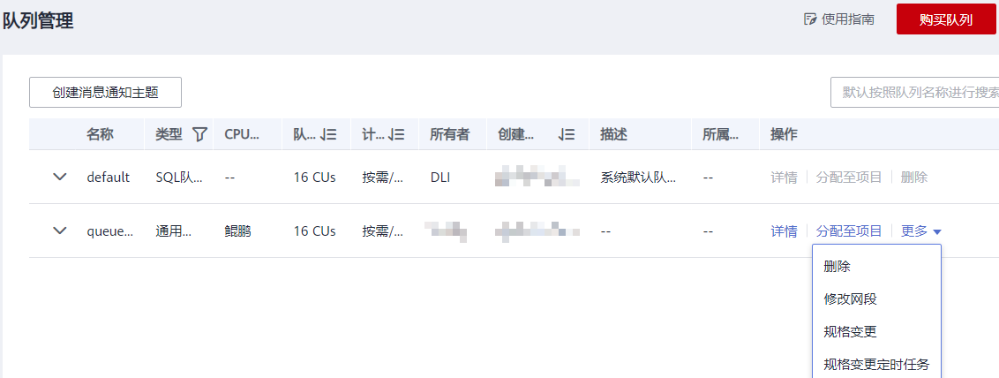 队列管理
使用指南
购买队列
创建消息通知主题
默认按照队列名称进行搜索
名称 类型 CPU... 队... 计... 所有者 创建... 描述 所属... 操作
default SQL队... -- 16 CUs 按需/... DLI 系统默认队... -- 详情 分配至项目 删除
queue... 通用... 鲲鹏 16 CUs 按需/... -- -- 详情 分配至项目 更多
删除
修改网段
规格变更
规格变更定时任务